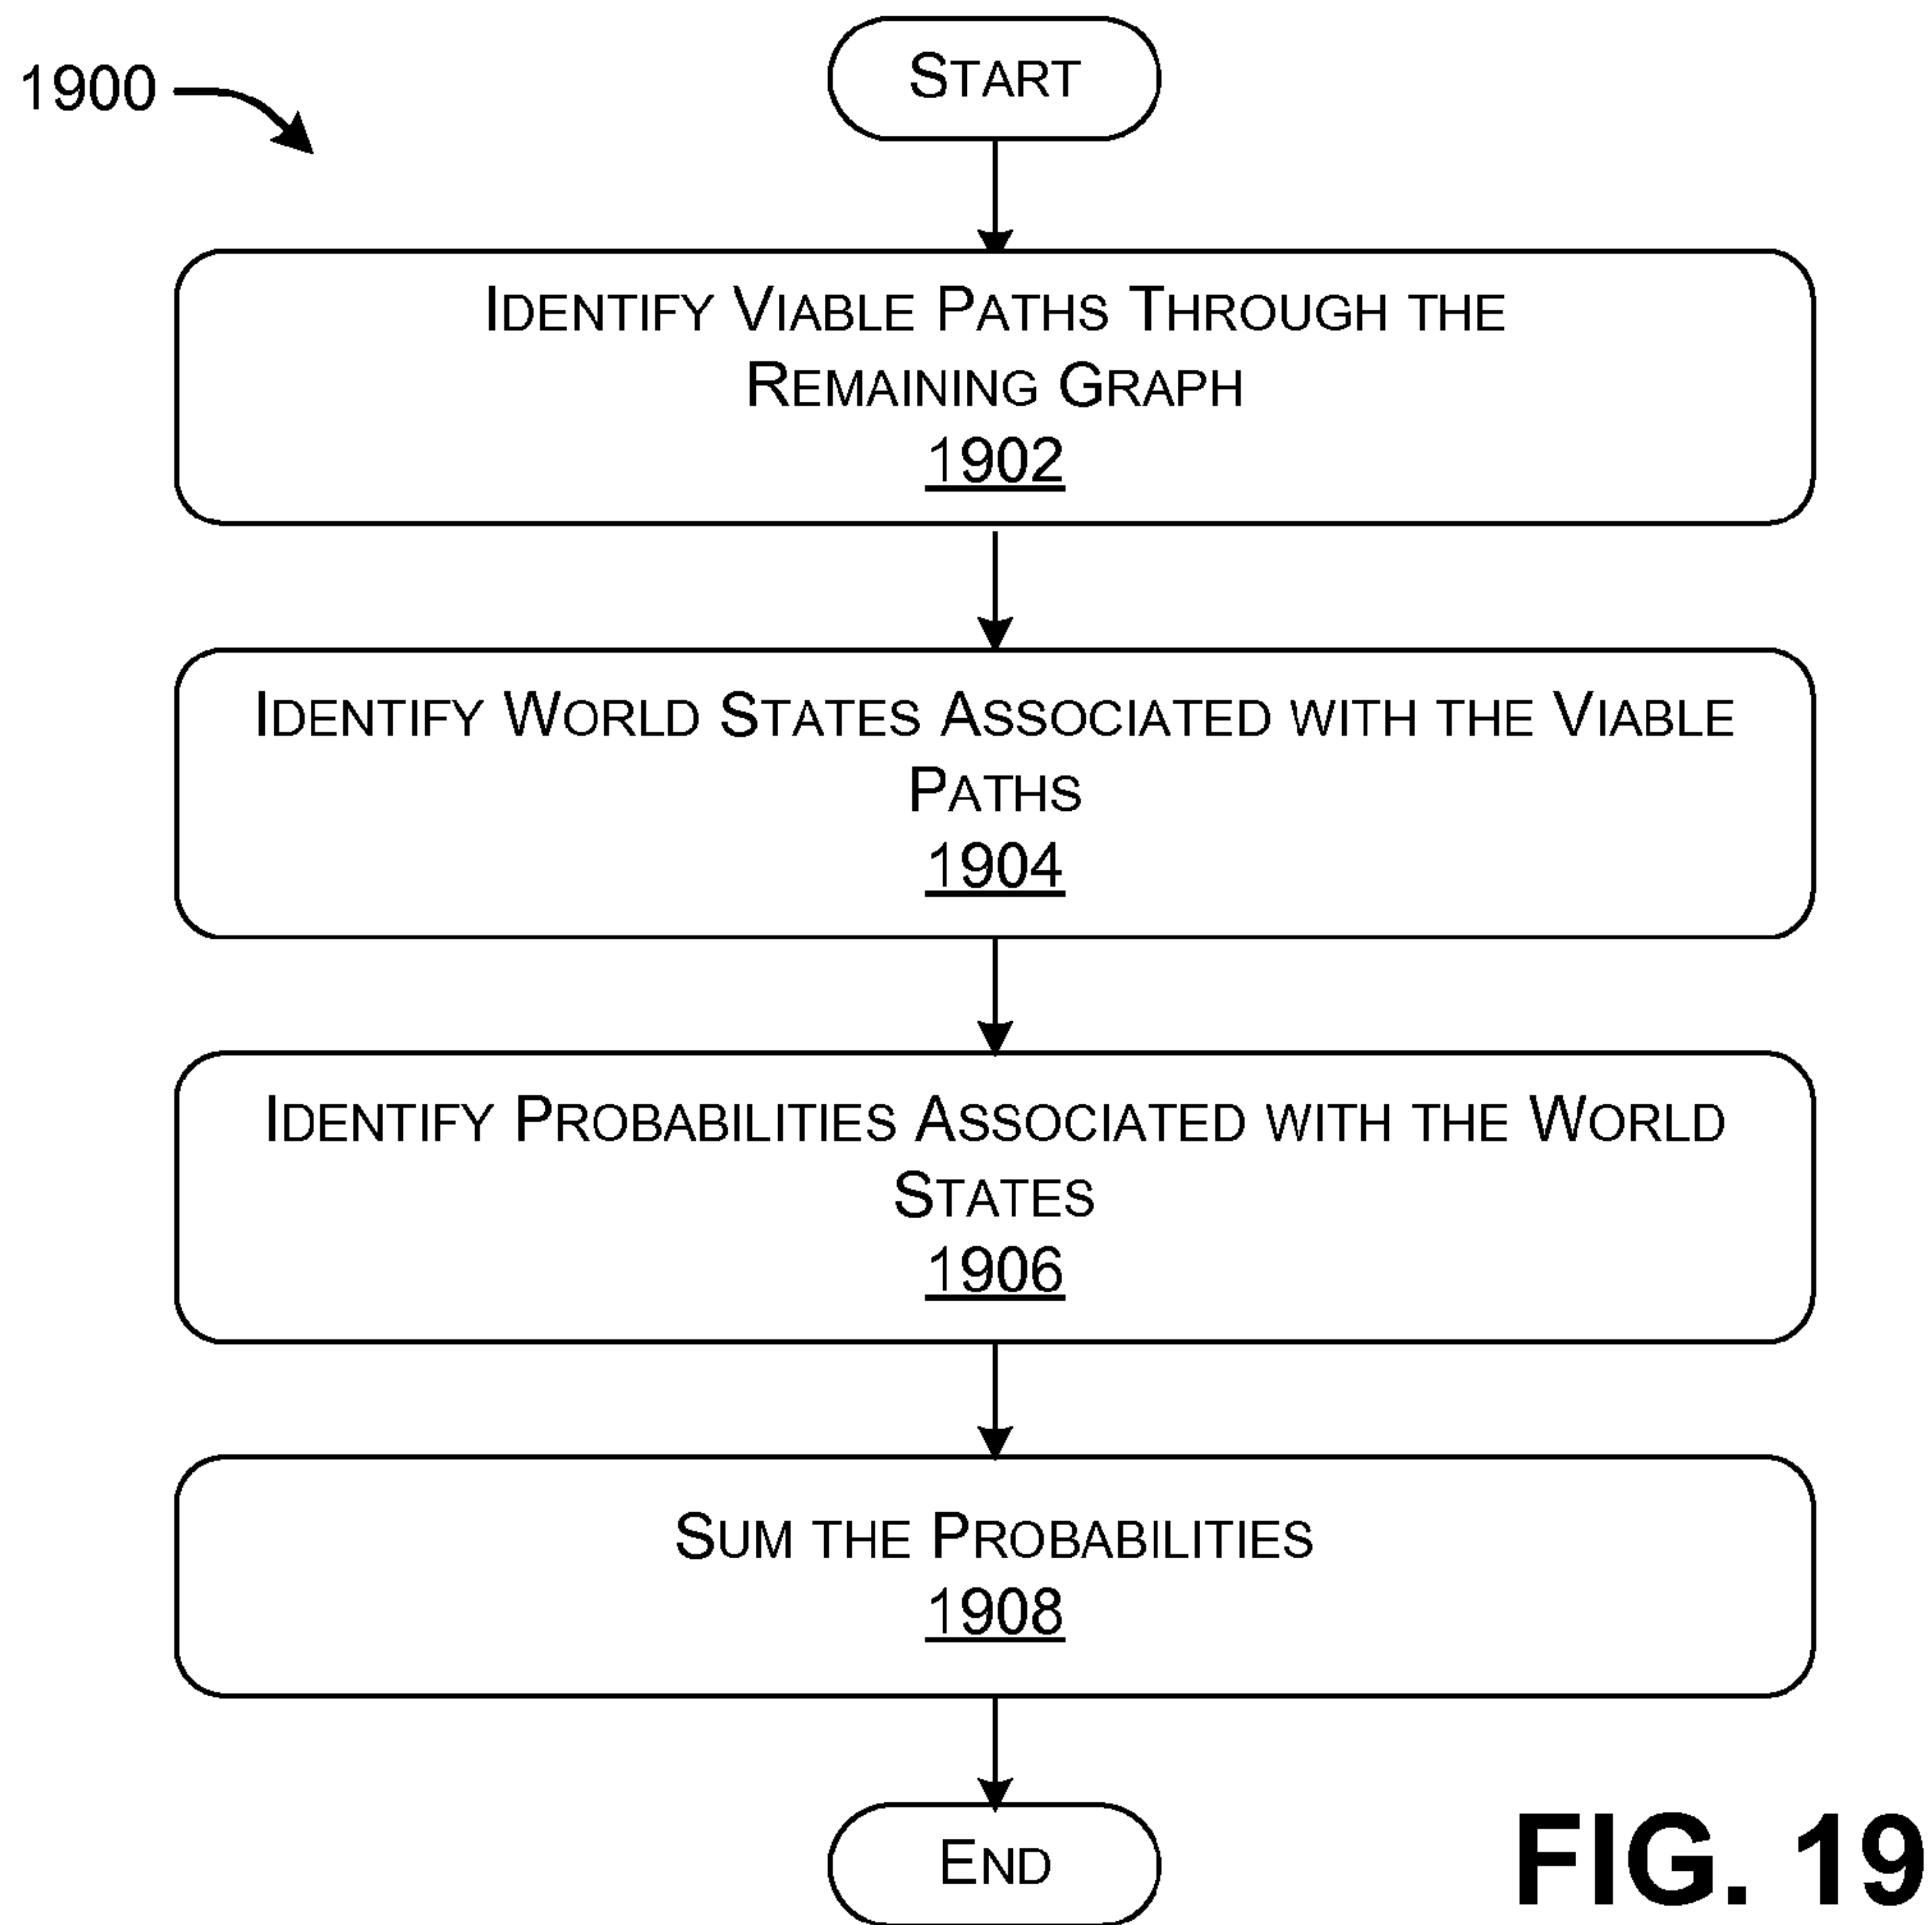 1900
START
IDENTIFY VIABLE PATHS THROUGH THE
REMAINING GRAPH
1902
IDENTIFY WORLD STATES ASSOCIATED WITH THE VIABLE
PATHS
1904
IDENTIFY PROBABILITIES ASSOCIATED WITH THE WORLD
STATES
1906
SUM THE PROBABILITIES
1908
END
FIG. 19